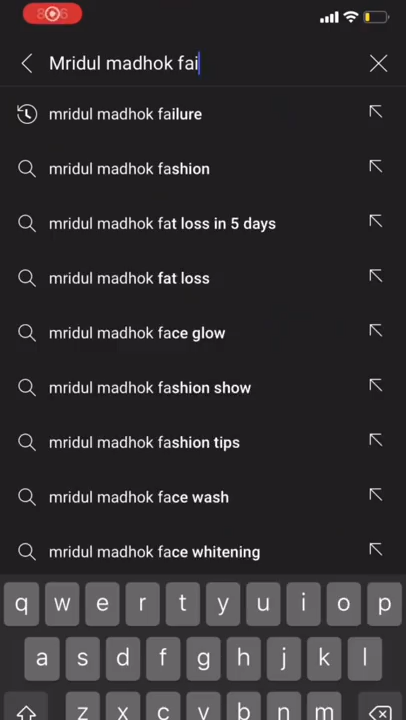 Mridul madhok fai
mridul madhok failure
mridul madhok fashion
mridul madhok fat loss in 5 days
mridul madhok fat loss
mridul madhok face glow
mridul madhok fashion show
mridul madhok fashion tips
mridul madhok face wash
mridul madhok face whitening
q w e r t y u i o p
a s d f g h j k l
z x c v b n m